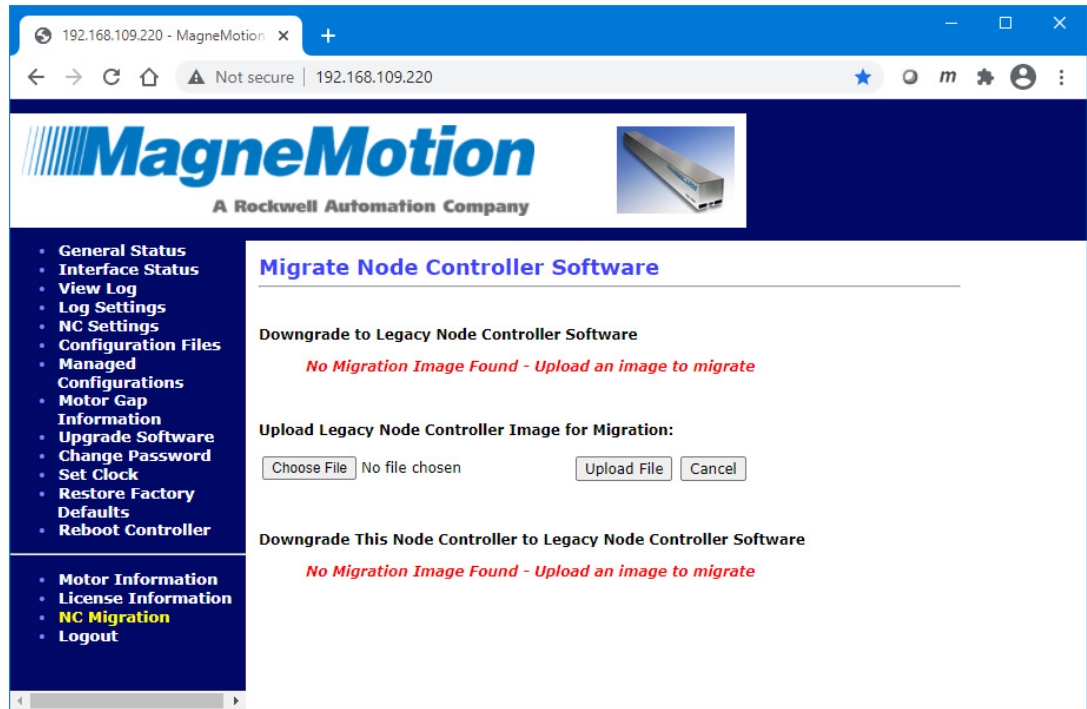 192.168.109.220 - MagneMotion
Not secure | 192.168.109.220
m
MagneMotion
A Rockwell Automation Company
General Status
Interface Status
View Log
Log Settings
NC Settings
Configuration Files
Managed
Configurations
Motor Gap
Information
Upgrade Software
Change Password
Set Clock
Restore Factory
Defaults
Reboot Controller
Motor Information
License Information
NC Migration
Logout
Migrate Node Controller Software
Downgrade to Legacy Node Controller Software
No Migration Image Found - Upload an image to migrate
Upload Legacy Node Controller Image for Migration:
Choose File No file chosen Upload File Cancel
Downgrade This Node Controller to Legacy Node Controller Software
No Migration Image Found - Upload an image to migrate